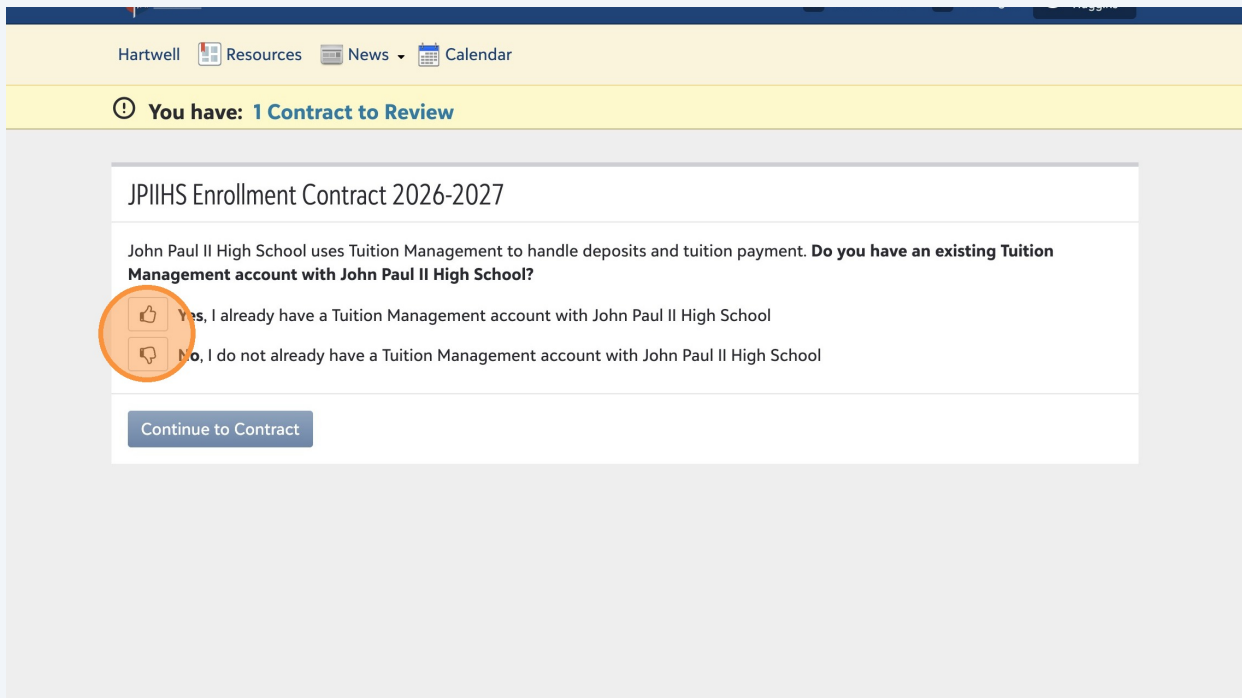 Hartwell Resources News Calendar
You have: 1 Contract to Review
JPIIHS Enrollment Contract 2026-2027
John Paul II High School uses Tuition Management to handle deposits and tuition payment. Do you have an existing Tuition
Management account with John Paul II High School?
Yes, I already have a Tuition Management account with John Paul II High School
No, I do not already have a Tuition Management account with John Paul II High School
Continue to Contract